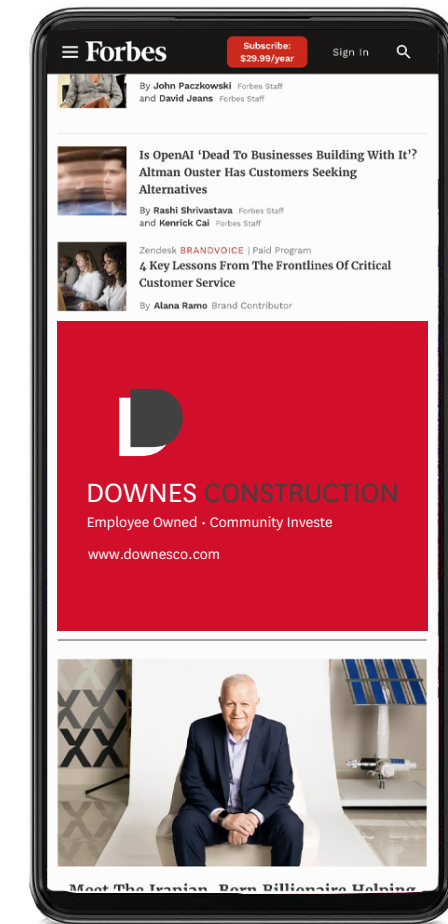 Forbes
Subscribe:
$29.99/year
Sign In
By John Paczkowski Forbes Staff
and David Jeans Forbes Staff
Is OpenAI ‘Dead To Businesses Building With It’?
Altman Ouster Has Customers Seeking
Alternatives
By Rashi Shrivastava Forbes Staff
and Kenrick Cai Forbes Staff
Zendesk BRANDVOICE | Paid Program
4 Key Lessons From The Frontlines Of Critical
Customer Service
By Alana Ramo Brand Contributor
DOWNES CONSTRUCTION
Employee Owned · Community Investe
www.downesco.com
Meet The Iranian-Born Billionaire Helping